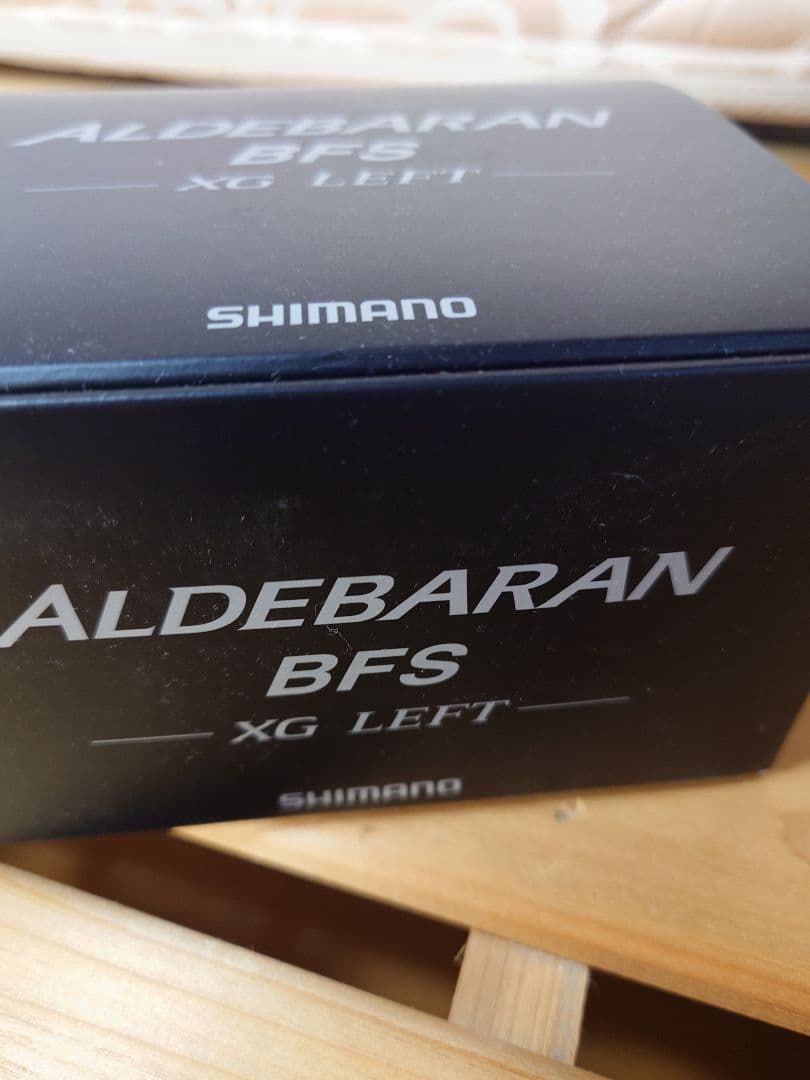 ALDEBARAN
BFS
XG LEFT
SHIMANO
ALDEBARAN
BFS
XG LEFT
SHIMANO